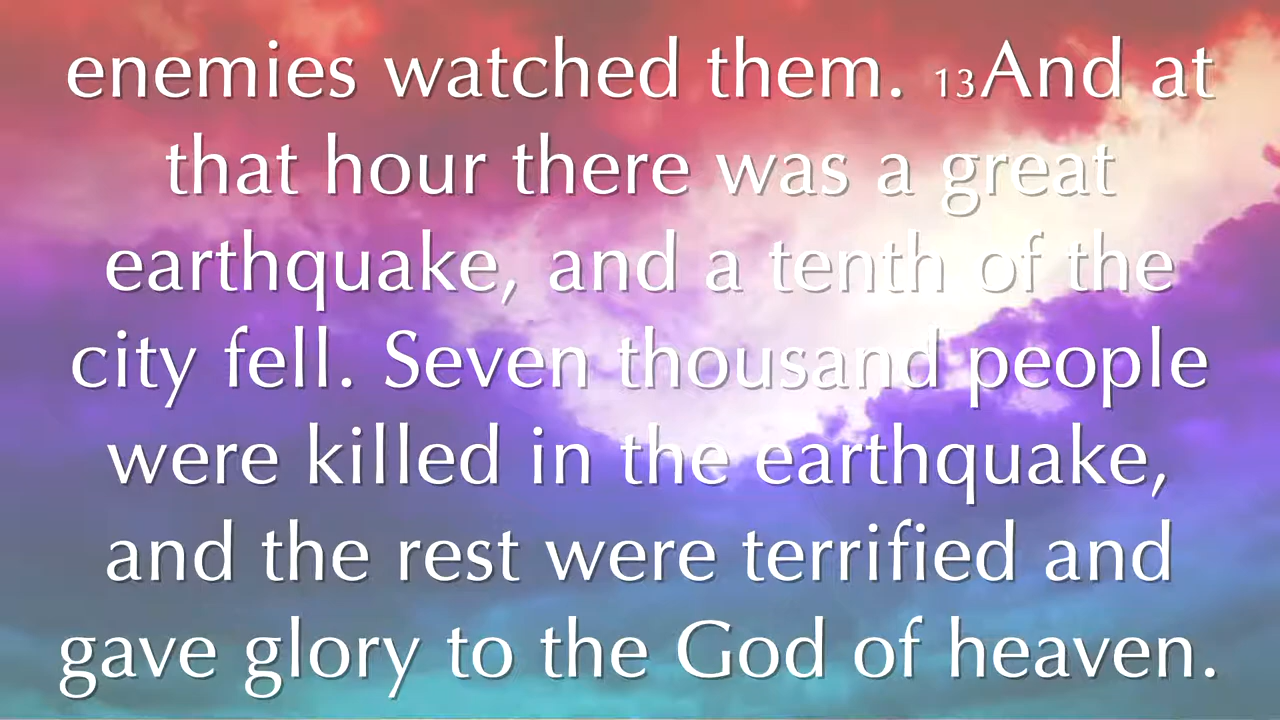 enemies watched them. 13And at
that hour there was a great
earthquake, and a tenth of the
city fell. Seven thousand people
were killed in the earthquake,
and the rest were terrified and
gave glory to the God of heaven.